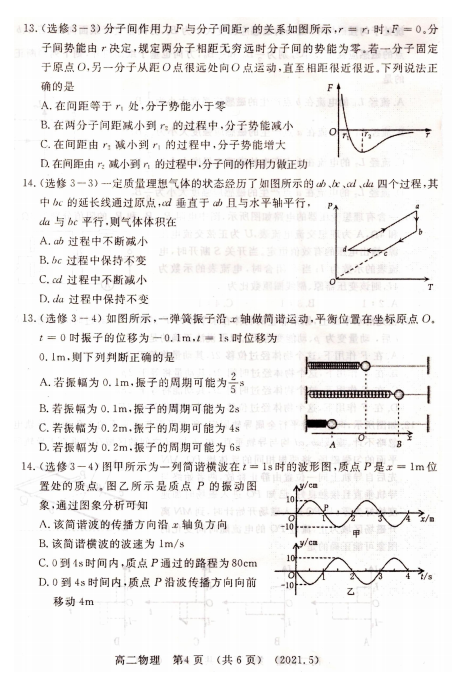 13.(选修3-3)分子间作用力F与分子间距r的关系如图所示,r=r₁时,F=0。分
子间势能由r决定,规定两分子相距无穷远时分子间的势能为零。若一分子固定
于原点O,另一分子从距O点很远处向O点运动,直至相距很近很近。下列说法正
确的是
A.在间距等于r₁处,分子势能小于零
B.在两分子间距减小到r₂的过程中,分子势能减小
C.在间距由r₂减小到r₁的过程中,分子势能增大
D.在间距由r₂减小到r₁的过程中,分子间的作用力做正功
F
O
r₁
r₂
r
14.(选修3-3)一定质量理想气体的状态经历了如图所示的ab、bc、cd、da四个过程,其
中bc的延长线通过原点,cd垂直于ab且与水平轴平行,
da与bc平行,则气体体积在
A.ab过程中不断减小
B.bc过程中保持不变
C.cd过程中不断减小
D.da过程中保持不变
P
a
b
c
d
O
T
13.(选修3-4)如图所示,一弹簧振子沿x轴做简谐运动,平衡位置在坐标原点O。
t=0时振子的位移为-0.1m,t=1s时位移为
0.1m,则下列判断正确的是
A.若振幅为0.1m,振子的周期可能为2/5s
B.若振幅为0.1m,振子的周期可能为2s
C.若振幅为0.2m,振子的周期可能为4s
D.若振幅为0.2m,振子的周期可能为6s
A
O
B
x
14.(选修3-4)图甲所示为一列简谐横波在t=1s时的波形图,质点P是x=1m位
置处的质点。图乙所示是质点P的振动图
象,通过图象分析可知
A.该简谐波的传播方向沿x轴负方向
B.该简谐横波的波速为1m/s
C.0到4s时间内,质点P通过的路程为80cm
D.0到4s时间内,质点P沿波传播方向向前
移动4m
y/cm
10
P
0
1
2
3
4
x/m
-10
甲
y/cm
10
0
1
2
3
4
t/s
-10
乙
高二物理 第4页 (共6页) (2021.5)